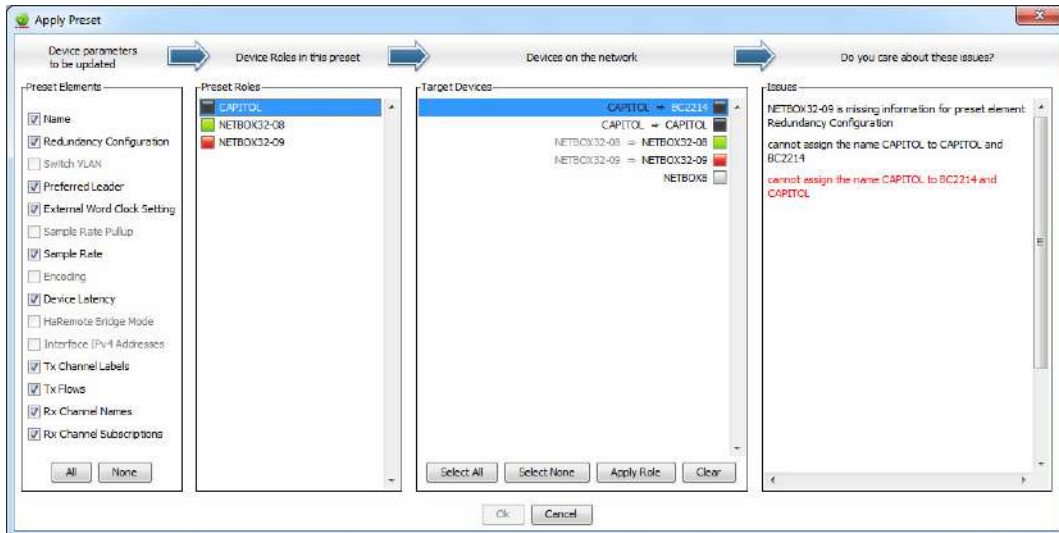 Apply Preset
Device parameters
to be updated
Device Roles in this preset
Devices on the network
Do you care about these issues?
Preset Elements
Name
Redundancy Configuration
Switch VLAN
Preferred Leader
External Word Clock Setting
Sample Rate Pullup
Sample Rate
Encoding
Device Latency
HaRemote Bridge Mode
Interface IPv4 Addresses
Tx Channel Labels
Tx Flows
Rx Channel Names
Rx Channel Subscriptions
All
None
Preset Roles
CAPITOL
NETBOX32-08
NETBOX32-09
Target Devices
CAPITOL ⇒ BC2214
CAPITOL ⇒ CAPITOL
NETBOX32-08 ⇒ NETBOX32-08
NETBOX32-09 ⇒ NETBOX32-09
NETBOX8
Select All
Select None
Apply Role
Clear
Issues
NETBOX32-09 is missing information for preset element
Redundancy Configuration
cannot assign the name CAPITOL to CAPITOL and
BC2214
cannot assign the name CAPITOL to BC2214 and
CAPITOL
Ok
Cancel